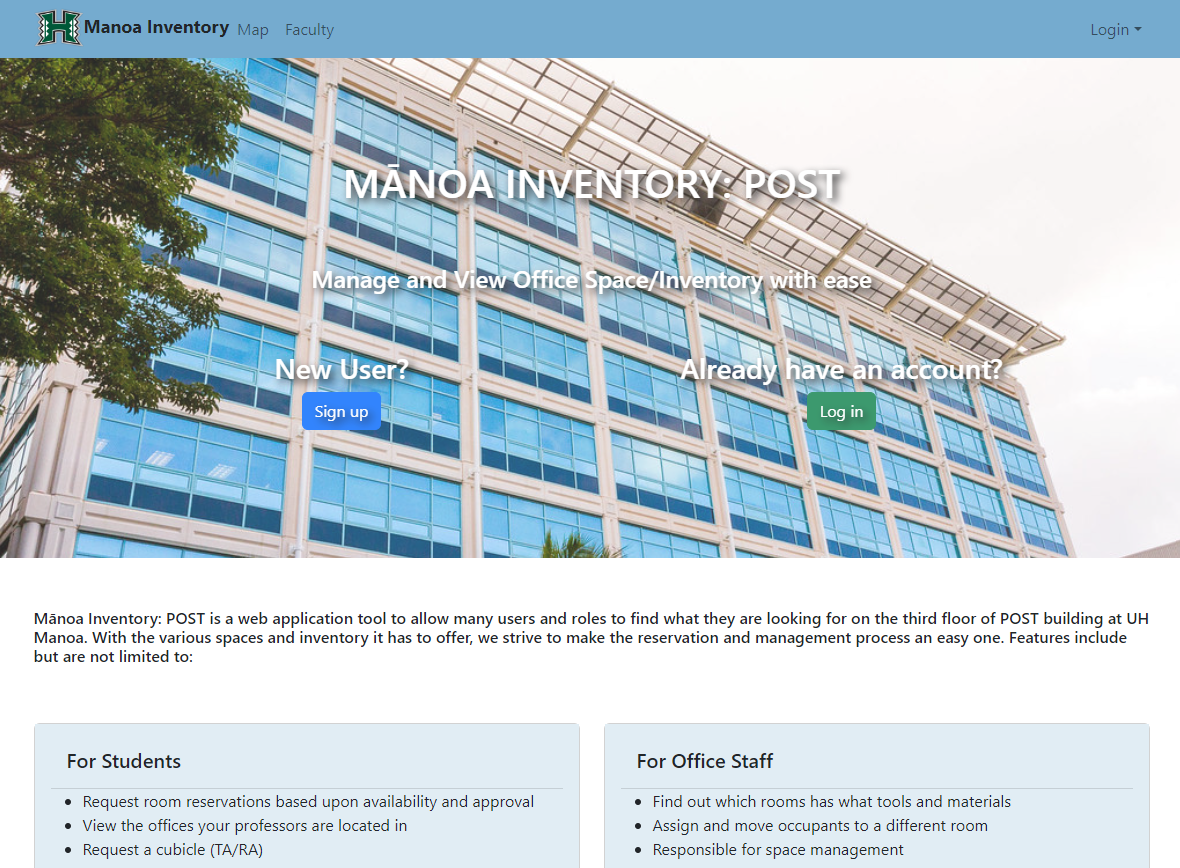 Manoa Inventory Map Faculty Login
MĀNOA INVENTORY: POST
Manage and View Office Space/Inventory with ease
New User?
Already have an account?
Sign up
Log in
Mānoa Inventory: POST is a web application tool to allow many users and roles to find what they are looking for on the third floor of POST building at UH
Manoa. With the various spaces and inventory it has to offer, we strive to make the reservation and management process an easy one. Features include
but are not limited to:
For Students
• Request room reservations based upon availability and approval
• View the offices your professors are located in
• Request a cubicle (TA/RA)
For Office Staff
• Find out which rooms has what tools and materials
• Assign and move occupants to a different room
• Responsible for space management